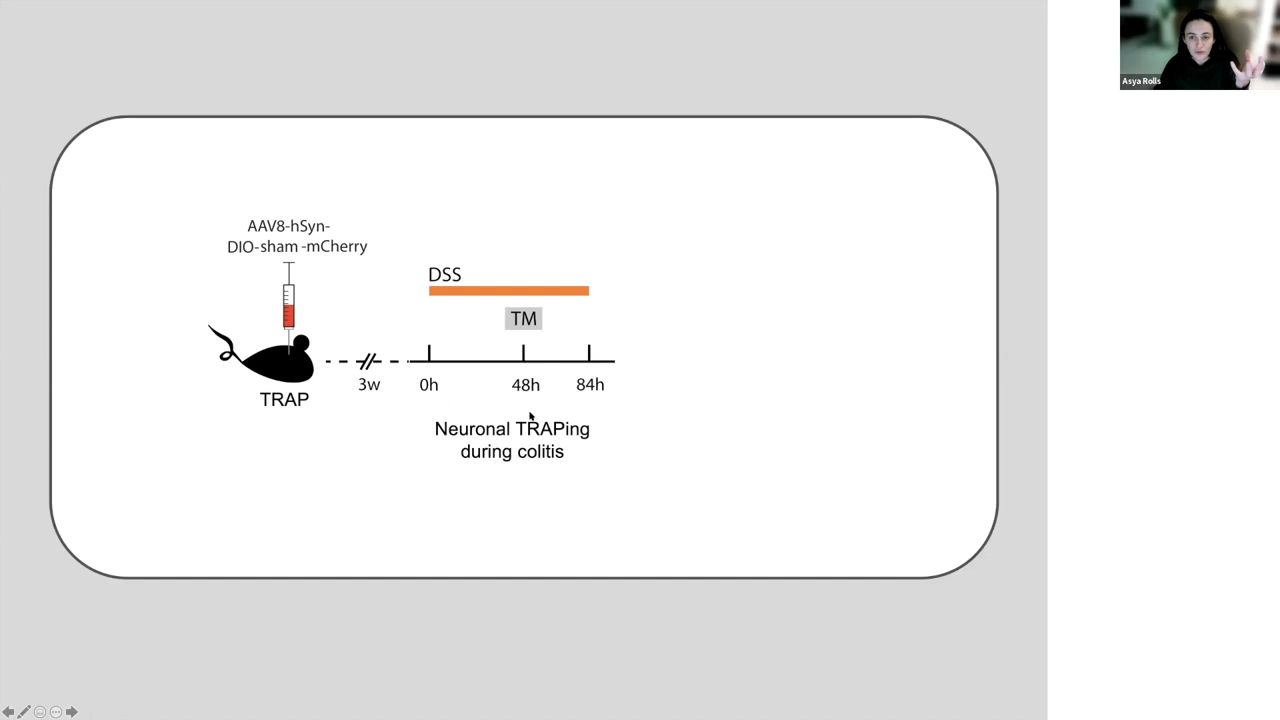 Asya Rolls
AAV8-hSyn-
DIO-sham -mCherry
DSS
TM
3w
0h
48h
84h
TRAP
Neuronal TRAPing
during colitis